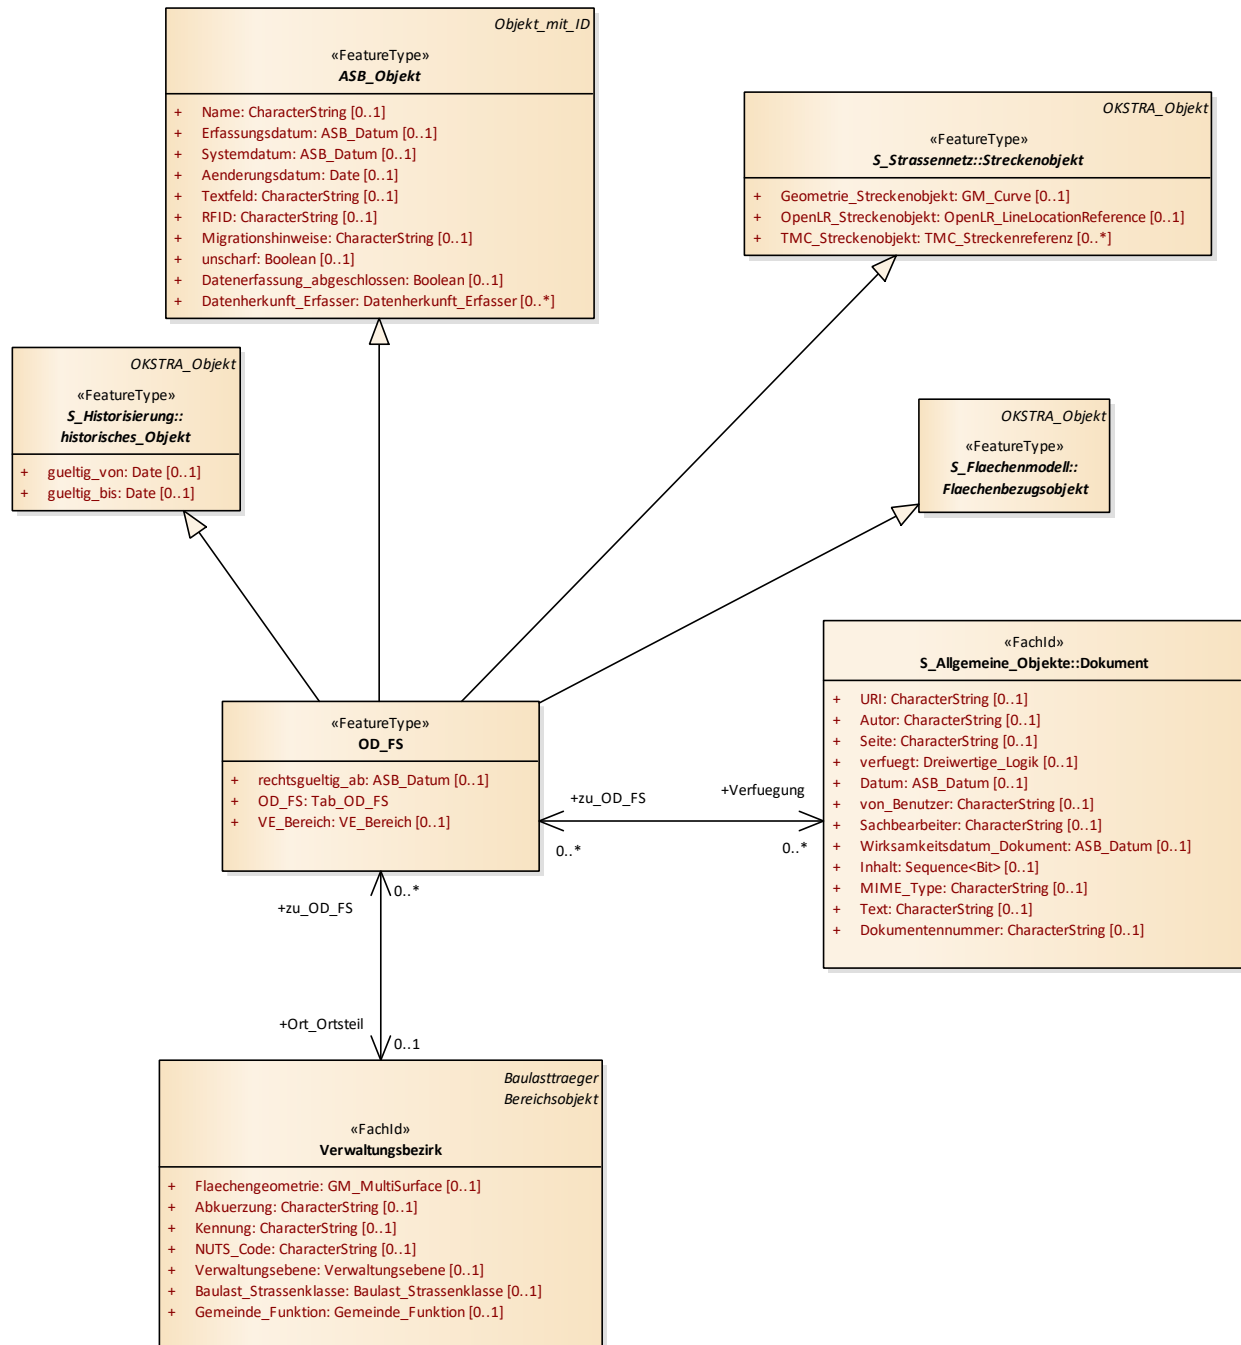 Objekt_mit_ID
«FeatureType»
ASB_Objekt
+ Name: CharacterString [0..1]
+ Erfassungsdatum: ASB_Datum [0..1]
+ Systemdatum: ASB_Datum [0..1]
+ Aenderungsdatum: Date [0..1]
+ Textfeld: CharacterString [0..1]
+ RFID: CharacterString [0..1]
+ Migrationshinweise: CharacterString [0..1]
+ unscharf: Boolean [0..1]
+ Datenerfassung_abgeschlossen: Boolean [0..1]
+ Datenherkunft_Erfasser: Datenherkunft_Erfasser [0..*]
OKSTRA_Objekt
«FeatureType»
S_Strassennetz::Streckenobjekt
+ Geometrie_Streckenobjekt: GM_Curve [0..1]
+ OpenLR_Streckenobjekt: OpenLR_LineLocationReference [0..1]
+ TMC_Streckenobjekt: TMC_Streckenreferenz [0..*]
OKSTRA_Objekt
«FeatureType»
S_Historisierung::
historisches_Objekt
+ gueltig_von: Date [0..1]
+ gueltig_bis: Date [0..1]
OKSTRA_Objekt
«FeatureType»
S_Flaechenmodell::
Flaechenbezugsobjekt
«FeatureType»
OD_FS
+ rechtsgueltig_ab: ASB_Datum [0..1]
+ OD_FS: Tab_OD_FS
+ VE_Bereich: VE_Bereich [0..1]
+zu_OD_FS
0..*
+Verfuegung
0..*
«FachId»
S_Allgemeine_Objekte::Dokument
+ URI: CharacterString [0..1]
+ Autor: CharacterString [0..1]
+ Seite: CharacterString [0..1]
+ verfuegt: Dreiwertige_Logik [0..1]
+ Datum: ASB_Datum [0..1]
+ von_Benutzer: CharacterString [0..1]
+ Sachbearbeiter: CharacterString [0..1]
+ Wirksamkeitsdatum_Dokument: ASB_Datum [0..1]
+ Inhalt: Sequence<Bit> [0..1]
+ MIME_Type: CharacterString [0..1]
+ Text: CharacterString [0..1]
+ Dokumentennummer: CharacterString [0..1]
0..*
+zu_OD_FS
+Ort_Ortsteil
0..1
Baulasttraeger
Bereichsobjekt
«FachId»
Verwaltungsbezirk
+ Flaechengeometrie: GM_MultiSurface [0..1]
+ Abkuerzung: CharacterString [0..1]
+ Kennung: CharacterString [0..1]
+ NUTS_Code: CharacterString [0..1]
+ Verwaltungsebene: Verwaltungsebene [0..1]
+ Baulast_Strassenklasse: Baulast_Strassenklasse [0..1]
+ Gemeinde_Funktion: Gemeinde_Funktion [0..1]